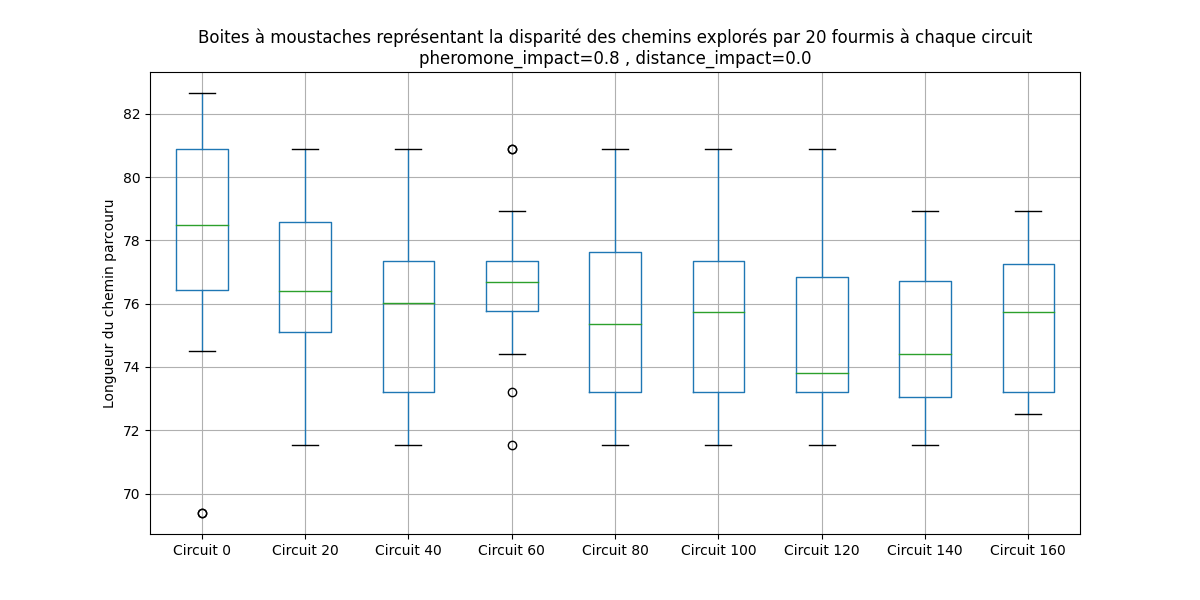 Boites à moustaches représentant la disparité des chemins explorés par 20 fourmis à chaque circuit
pheromone_impact=0.8 , distance_impact=0.0
Longueur du chemin parcouru
82
80
78
76
74
72
70
Circuit 0 Circuit 20 Circuit 40 Circuit 60 Circuit 80 Circuit 100 Circuit 120 Circuit 140 Circuit 160